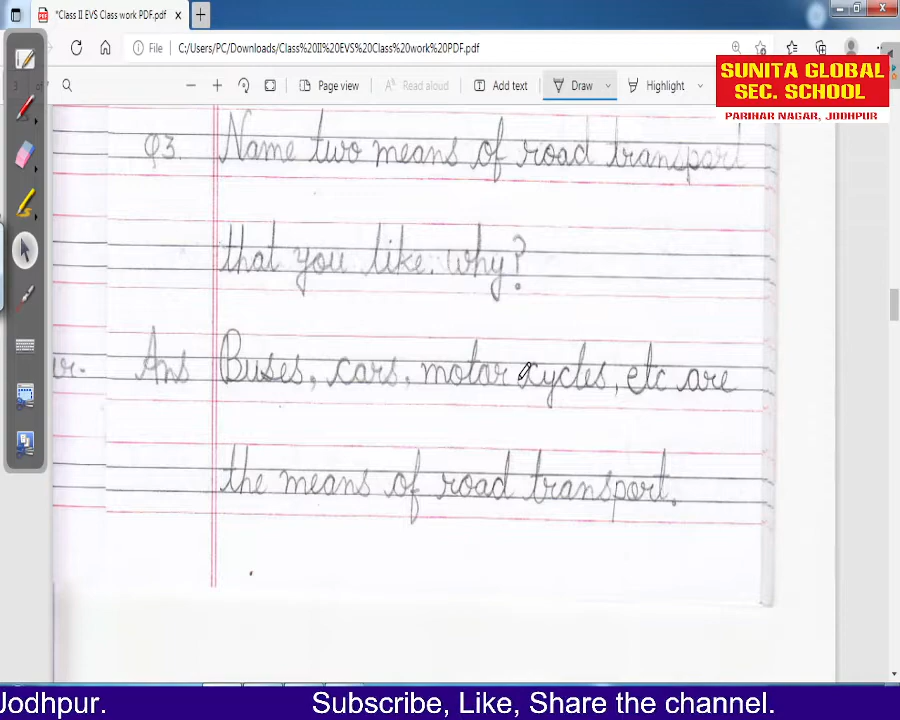 *Class II EVS Class work PDF.pdf
File C:/Users/PC/Downloads/Class%20II%20EVS%20Class%20work%20PDF.pdf
Page view Read aloud Add text Draw Highlight
SUNITA GLOBAL
SEC. SCHOOL
PARIHAR NAGAR, JODHPUR
Q3. Name two means of road transport
that you like. why?
Ans Buses, cars, motor cycles, etc are
the means of road transport.
Jodhpur. Subscribe, Like, Share the channel.